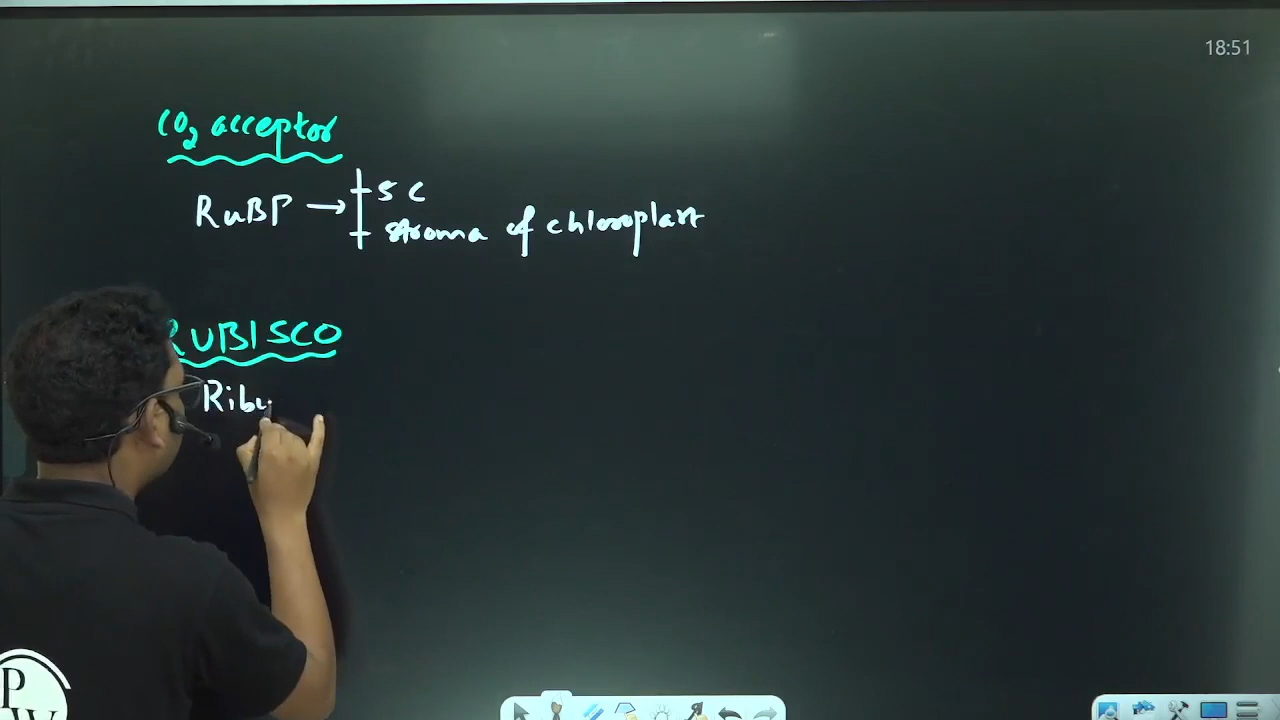 18:51
CO2 acceptor
RuBP → 5 C
stroma of chloroplast
RUBISCO
Ribu
P
W